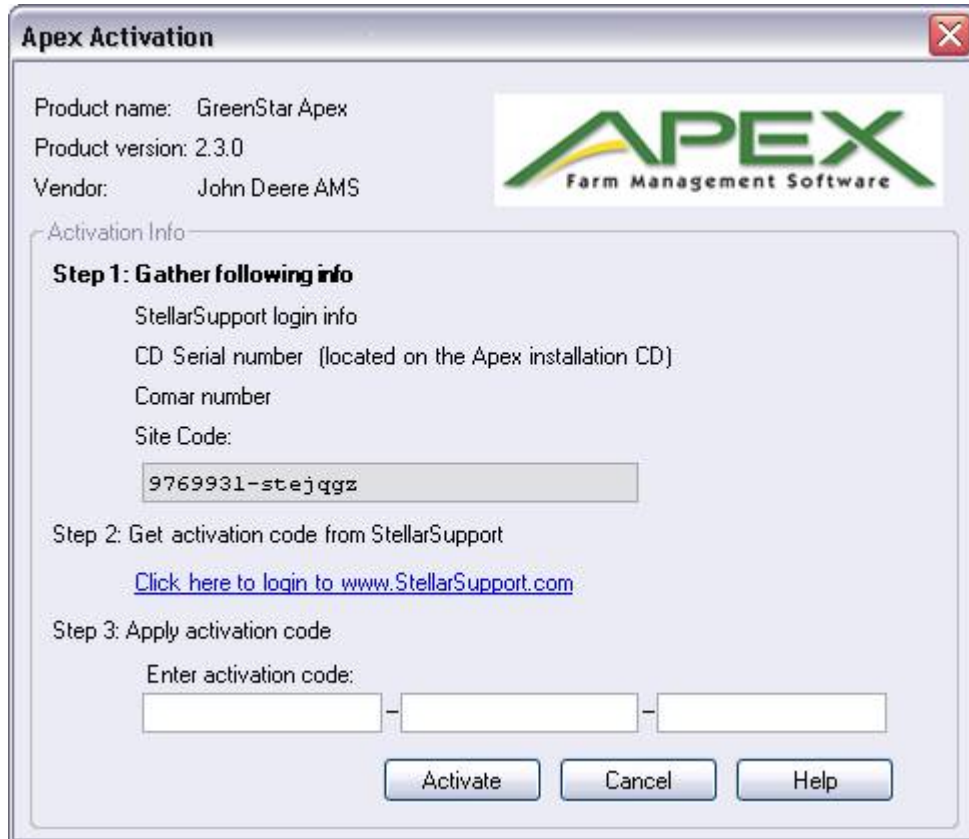 Apex Activation
Product name: GreenStar Apex
Product version: 2.3.0
Vendor: John Deere AMS
APEX
Farm Management Software
Activation Info
Step 1: Gather following info
StellarSupport login info
CD Serial number (located on the Apex installation CD)
Comar number
Site Code:
9769931-stejqgz
Step 2: Get activation code from StellarSupport
Click here to login to www.StellarSupport.com
Step 3: Apply activation code
Enter activation code:
- -
Activate Cancel Help